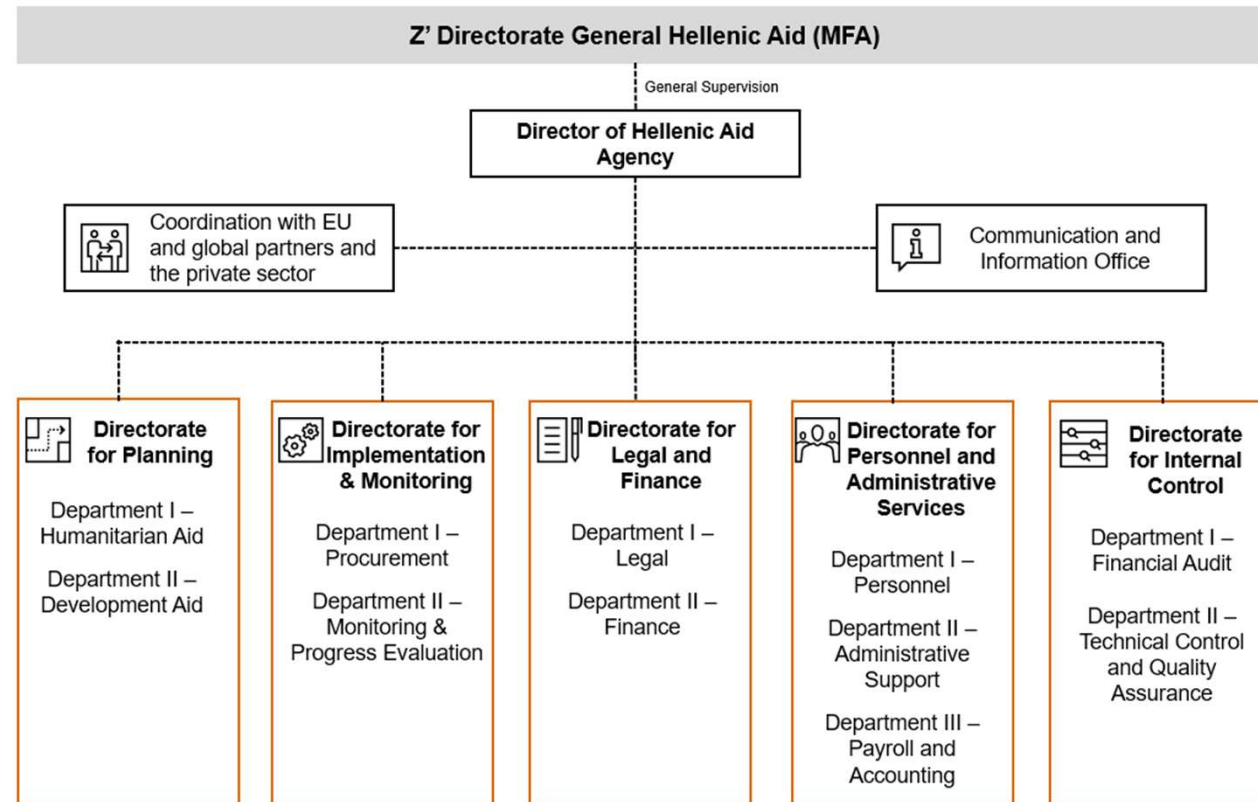 Z’ Directorate General Hellenic Aid (MFA)
General Supervision
Director of Hellenic Aid
Agency
Coordination with EU
and global partners and
the private sector
Communication and
Information Office
Directorate
for Planning
Department I –
Humanitarian Aid
Department II –
Development Aid
Directorate for
Implementation
& Monitoring
Department I –
Procurement
Department II –
Monitoring &
Progress Evaluation
Directorate for
Legal and
Finance
Department I –
Legal
Department II –
Finance
Directorate for
Personnel and
Administrative
Services
Department I –
Personnel
Department II –
Administrative
Support
Department III –
Payroll and
Accounting
Directorate
for Internal
Control
Department I –
Financial Audit
Department II –
Technical Control
and Quality
Assurance